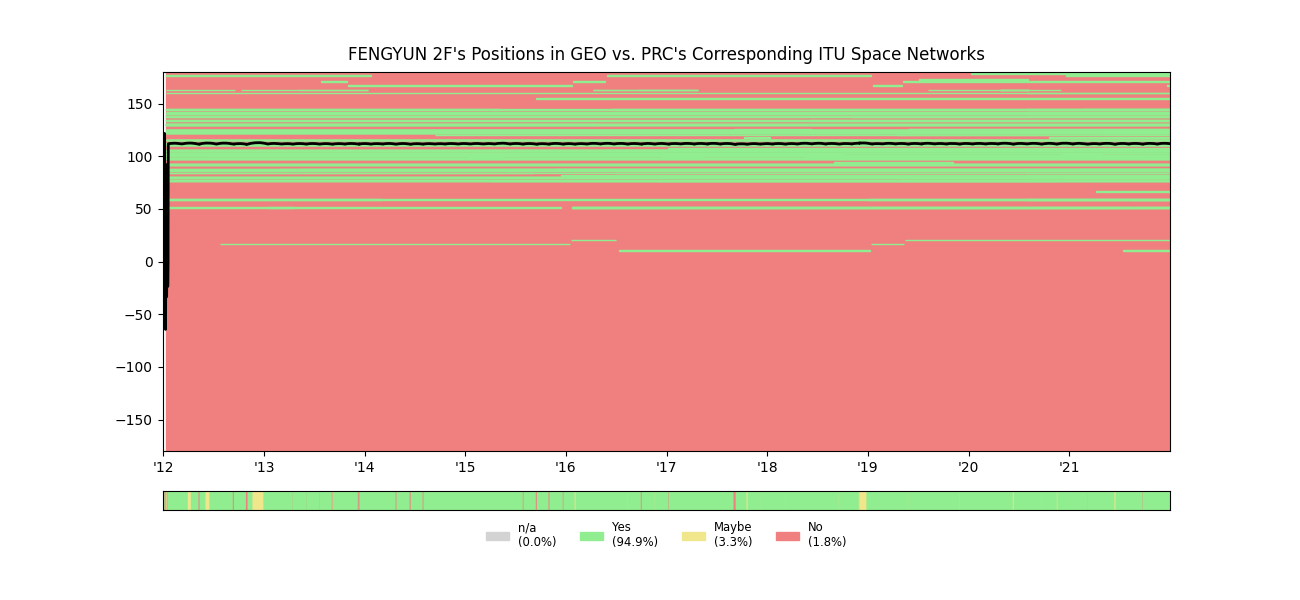 FENGYUN 2F's Positions in GEO vs. PRC's Corresponding ITU Space Networks
150
100
50
0
−50
−100
−150
'12 '13 '14 '15 '16 '17 '18 '19 '20 '21
n/a Yes Maybe No
(0.0%) (94.9%) (3.3%) (1.8%)